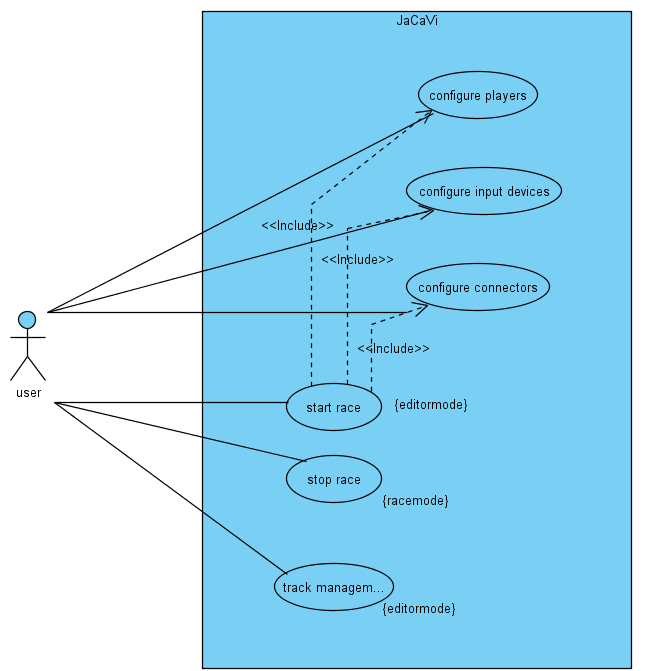 JaCaVi
configure players
configure input devices
<<Include>>
<<Include>>
configure connectors
<<Include>>
user
start race
{editormode}
stop race
{racemode}
track managem...
{editormode}